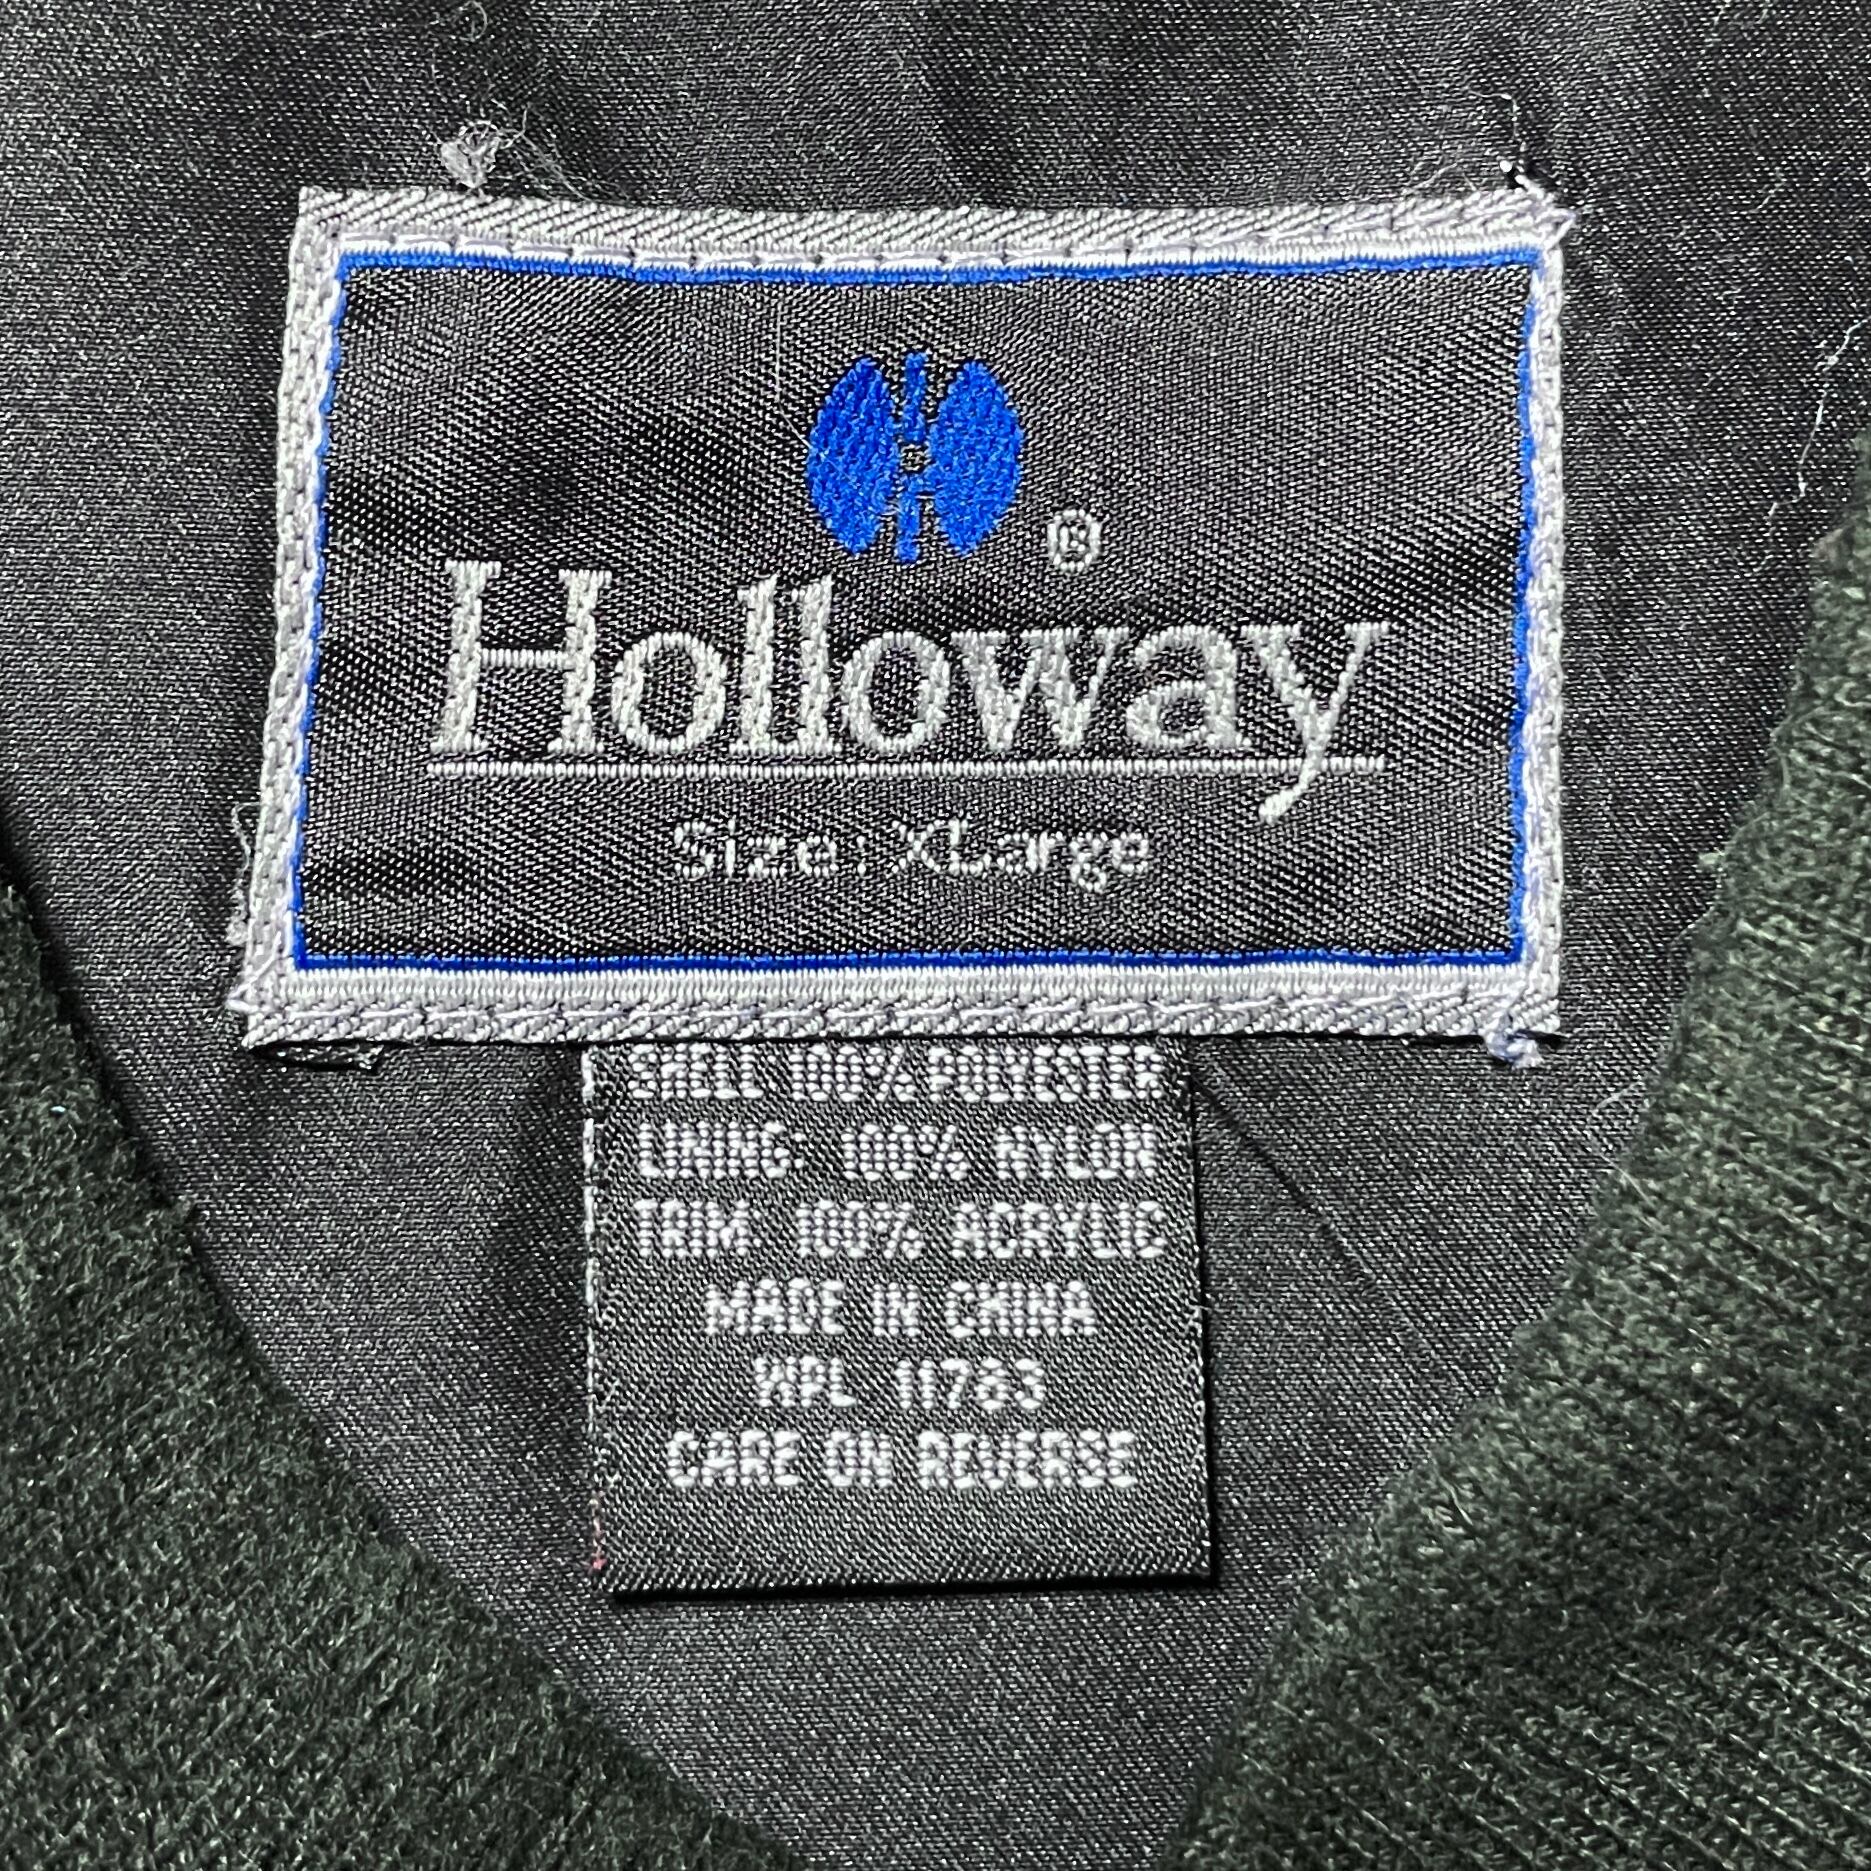 ®
Holloway
Size: XLarge
SHELL 100% POLYESTER
LINING: 100% NYLON
TRIM: 100% ACRYLIC
MADE IN CHINA
WPL 11783
CARE ON REVERSE